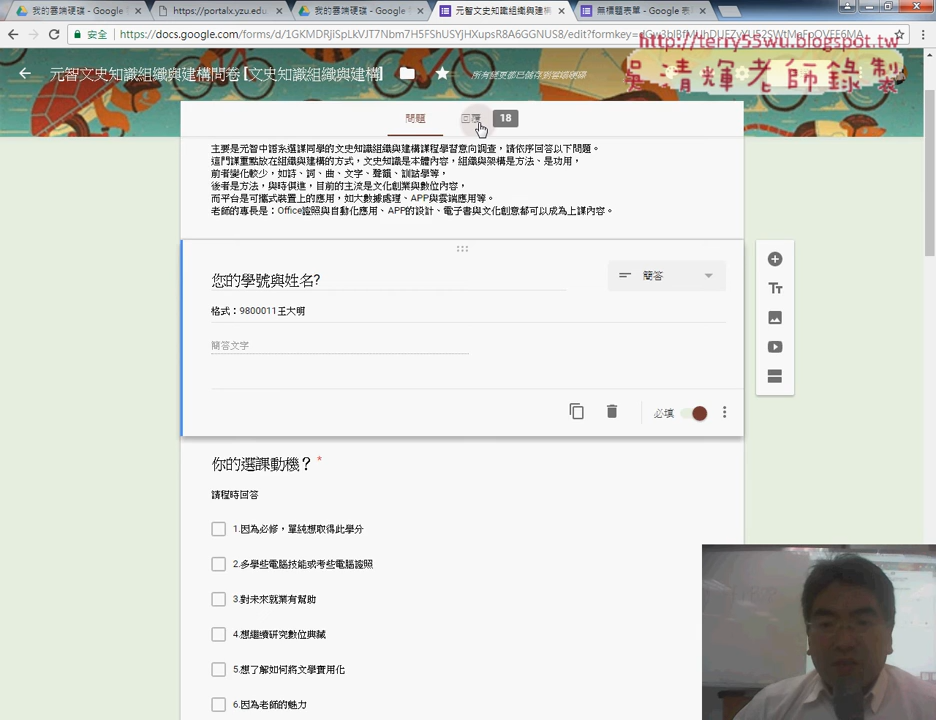 我的雲端硬碟 - Google
https://portalx.yzu.edu
我的雲端硬碟 - Google
元智文史知識組織與建構
無標題表單 - Google 表
安全
http://terry55wu.blogspot.tw
吳清輝老師錄製
元智文史知識組織與建構問卷 [文史知識組織與建構]
所有變更都已儲存到雲端硬碟
問題
回覆
18
主要是元智中語系選課同學的文史知識組織與建構課程學習意向調查，請依序回答以下問題。
這門課重點放在組織與建構的方式，文史知識是本體內容，組織與架構是方法、是功用，
前者變化較少，如詩、詞、曲、文字、聲韻、訓詁學等，
後者是方法，與時俱進，目前的主流是文化創業與數位內容，
而平台是可攜式裝置上的應用，如大數據處理、APP與雲端應用等。
老師的專長是：Office證照與自動化應用、APP的設計、電子書與文化創意都可以成為上課內容。
您的學號與姓名?
簡答
格式：9800011王大明
簡答文字
必填
你的選課動機？ *
請程時回答
1.因為必修，單純想取得此學分
2.多學些電腦技能或考些電腦證照
3.對未來就業有幫助
4.想繼續研究數位典藏
5.想了解如何將文學實用化
6.因為老師的魅力